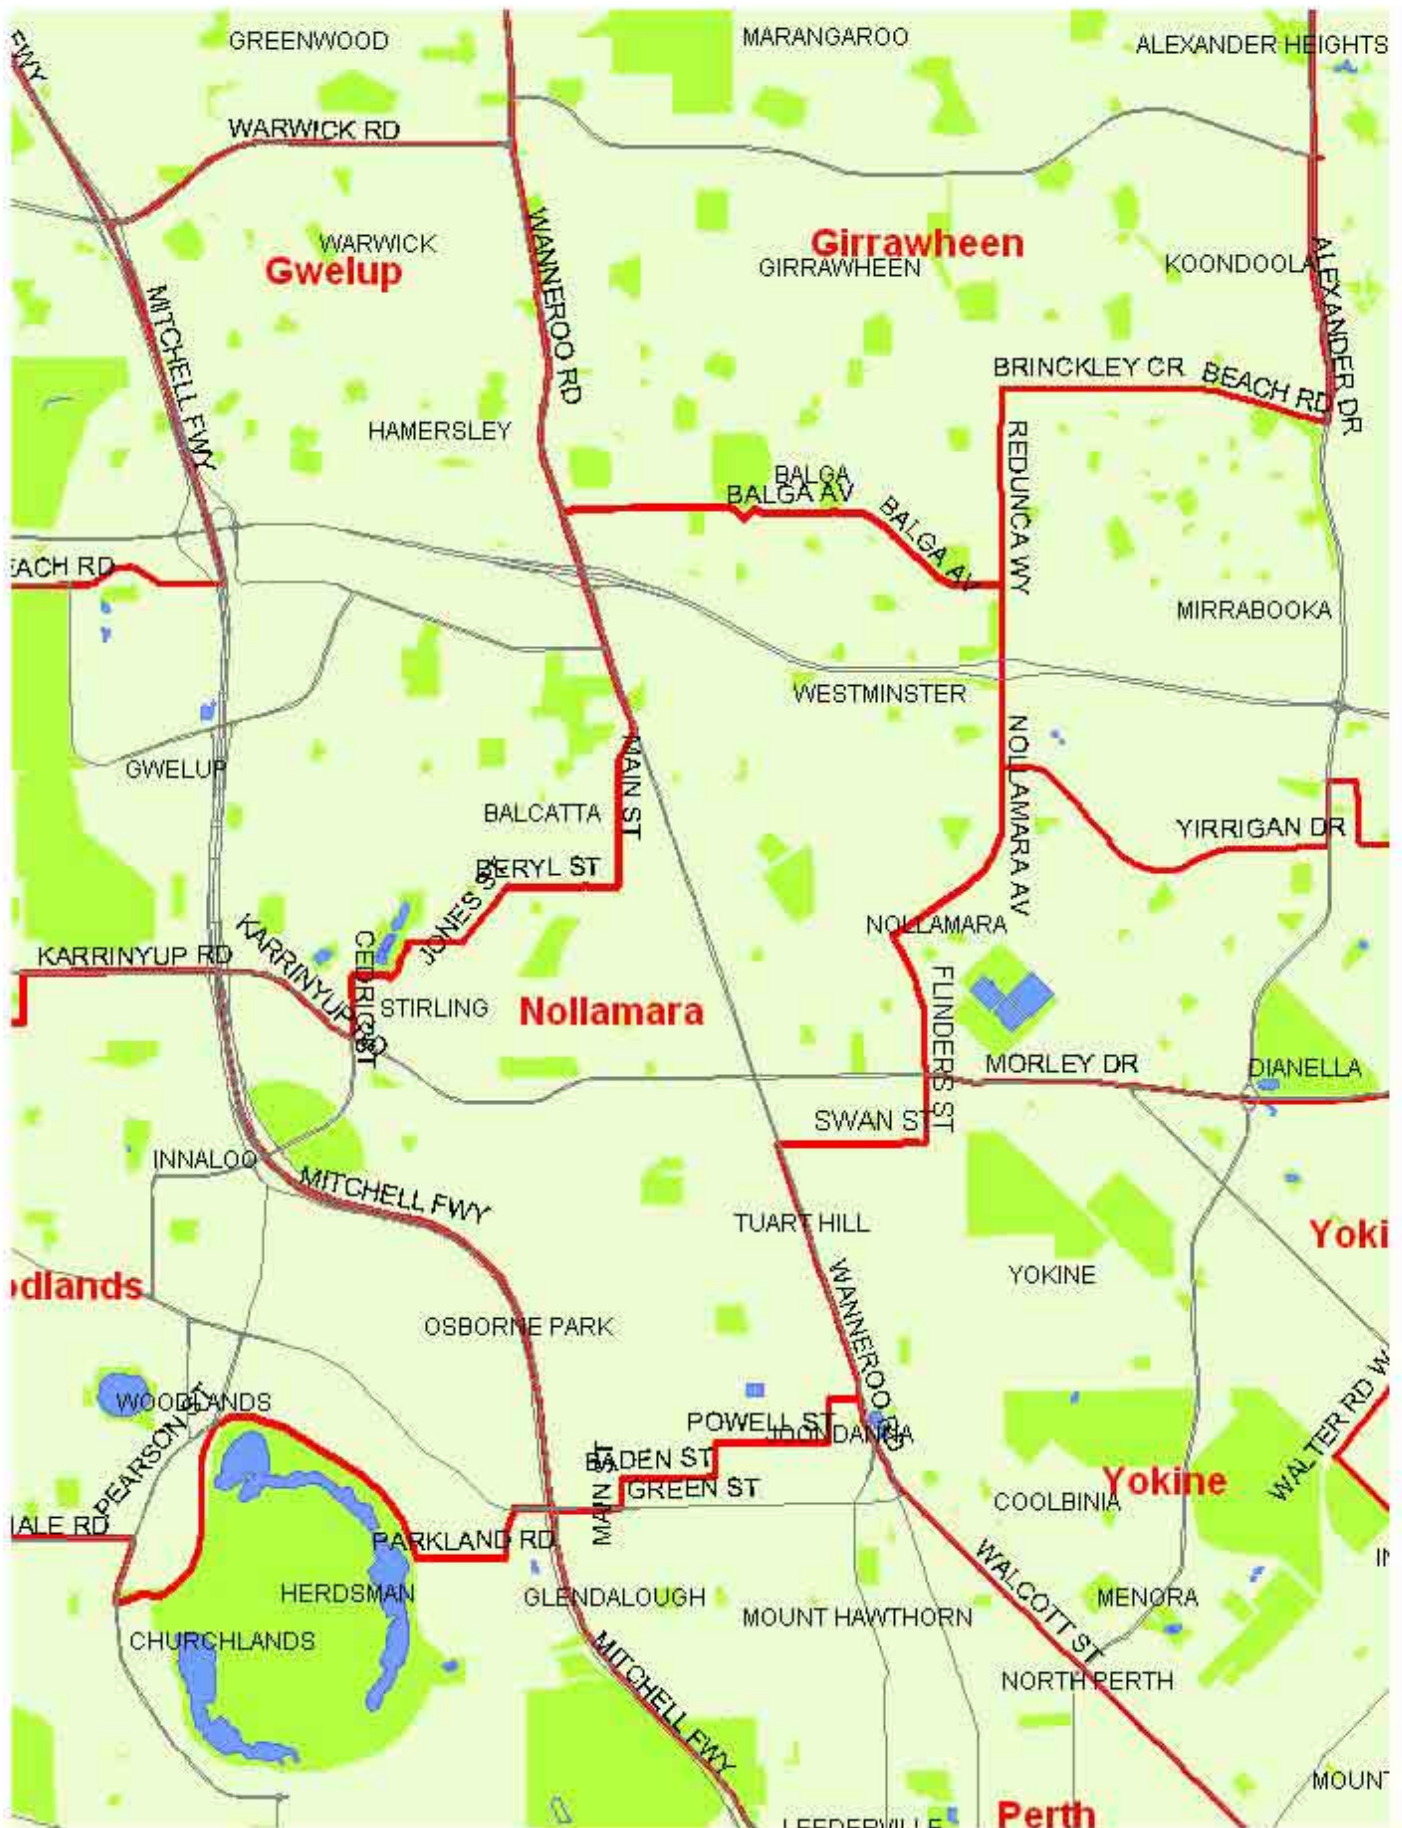 FWY
GREENWOOD
MARANGAROO
ALEXANDER HEIGHTS
WARWICK RD
WANNEROO RD
WARWICK
Gwelup
Girrawheen
GIRRAWHEEN
KOONDOOLA
ALEXANDER DR
MITCHELL FWY
BRINCKLEY CR
BEACH RD
HAMERSLEY
REDUNCA WY
BALGA
BALGA AV
BALGA AV
EACH RD
MIRRABOOKA
WESTMINSTER
NOLLAMARA AV
MAIN ST
GWELUP
BALCATTA
YIRRIGAN DR
BERYL ST
JONES ST
NOLLAMARA
KARRINYUP RD
KARRINYUP RD
CEDRIC ST
STIRLING
Nollamara
FLINDERS ST
MORLEY DR
DIANELLA
SWAN ST
INNALOO
MITCHELL FWY
TUART HILL
Yoki
YOKINE
odlands
WANNEROO RD
OSBORNE PARK
WOODLANDS
PEARSON ST
POWELL ST
JOONDANNA
WALTER RD W
BADEN ST
MAIN ST
GREEN ST
Yokine
COOLBINIA
HALE RD
PARKLAND RD
WALCOTT ST
IN
HERDSMAN
GLENDALOUGH
MENORA
MOUNT HAWTHORN
CHURCHLANDS
MITCHELL FWY
NORTH PERTH
MOUNT
Perth
LEEDERVILLE